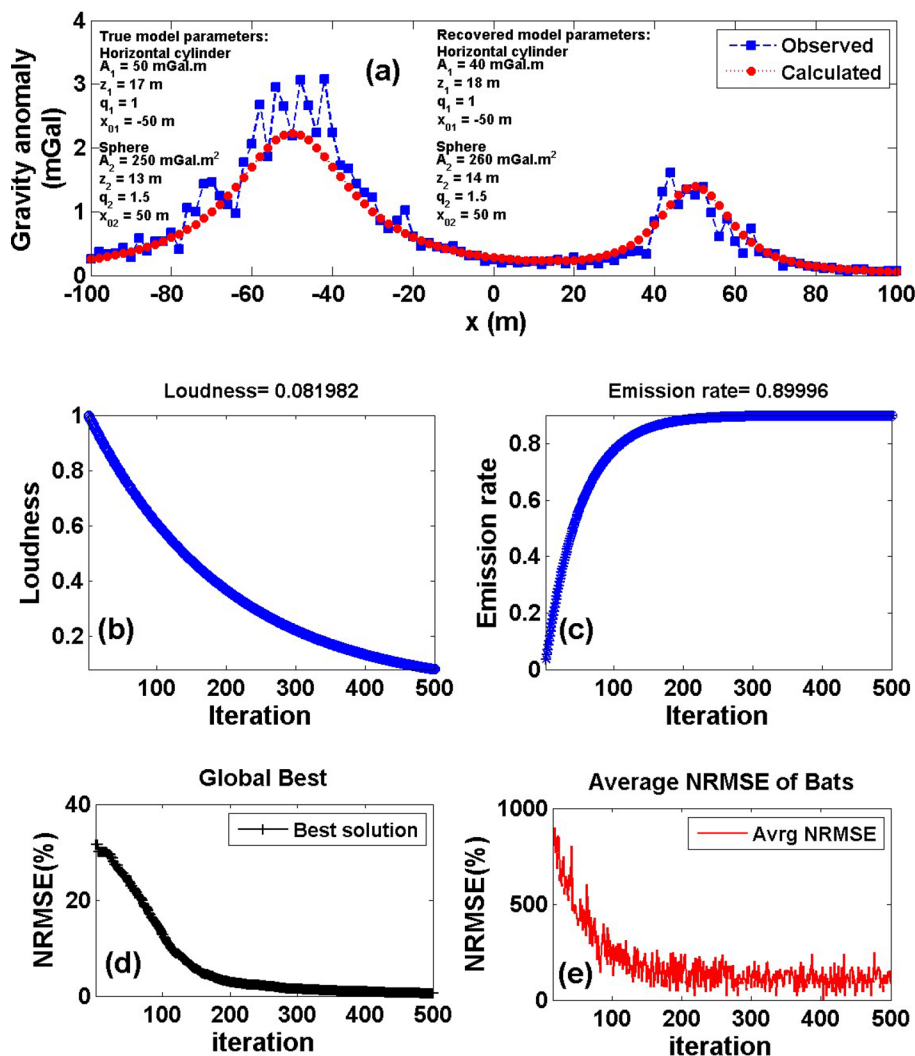 True model parameters:
Horizontal cylinder
A1 = 50 mGal.m
z1 = 17 m
q1 = 1
x01 = -50 m
Sphere
A2 = 250 mGal.m²
z2 = 13 m
q2 = 1.5
x02 = 50 m
(a)
Recovered model parameters:
Horizontal cylinder
A1 = 40 mGal.m
z1 = 18 m
q1 = 1
x01 = -50 m
Sphere
A2 = 260 mGal.m²
z2 = 14 m
q2 = 1.5
x02 = 50 m
Observed
Calculated
Gravity anomaly
(mGal)
4
3
2
1
0
-100 -80 -60 -40 -20 0 20 40 60 80 100
x (m)
Loudness= 0.081982
Loudness
1
0.8
0.6
0.4
0.2
(b)
100 200 300 400 500
Iteration
Emission rate= 0.89996
Emission rate
0.8
0.6
0.4
0.2
0
(c)
100 200 300 400 500
Iteration
Global Best
NRMSE(%)
40
20
0
Best solution
(d)
100 200 300 400 500
iteration
Average NRMSE of Bats
NRMSE(%)
1000
500
0
Avrg NRMSE
(e)
100 200 300 400 500
iteration